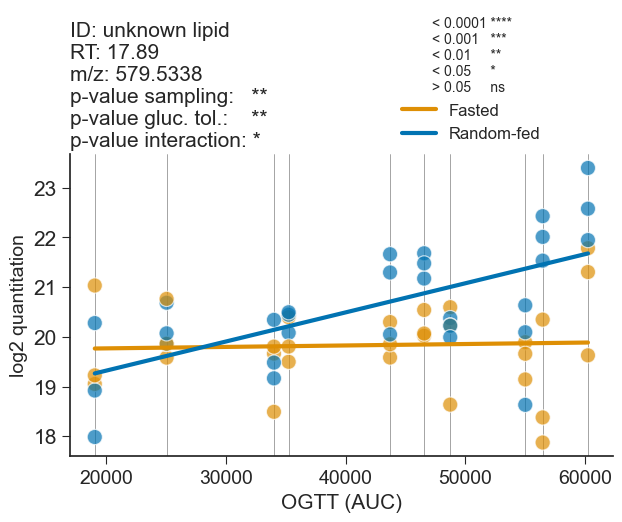 ID: unknown lipid
RT: 17.89
m/z: 579.5338
p-value sampling: **
p-value gluc. tol.: **
p-value interaction: *
< 0.0001 ****
< 0.001 ***
< 0.01 **
< 0.05 *
> 0.05 ns
Fasted
Random-fed
log2 quantitation
23
22
21
20
19
18
20000 30000 40000 50000 60000
OGTT (AUC)